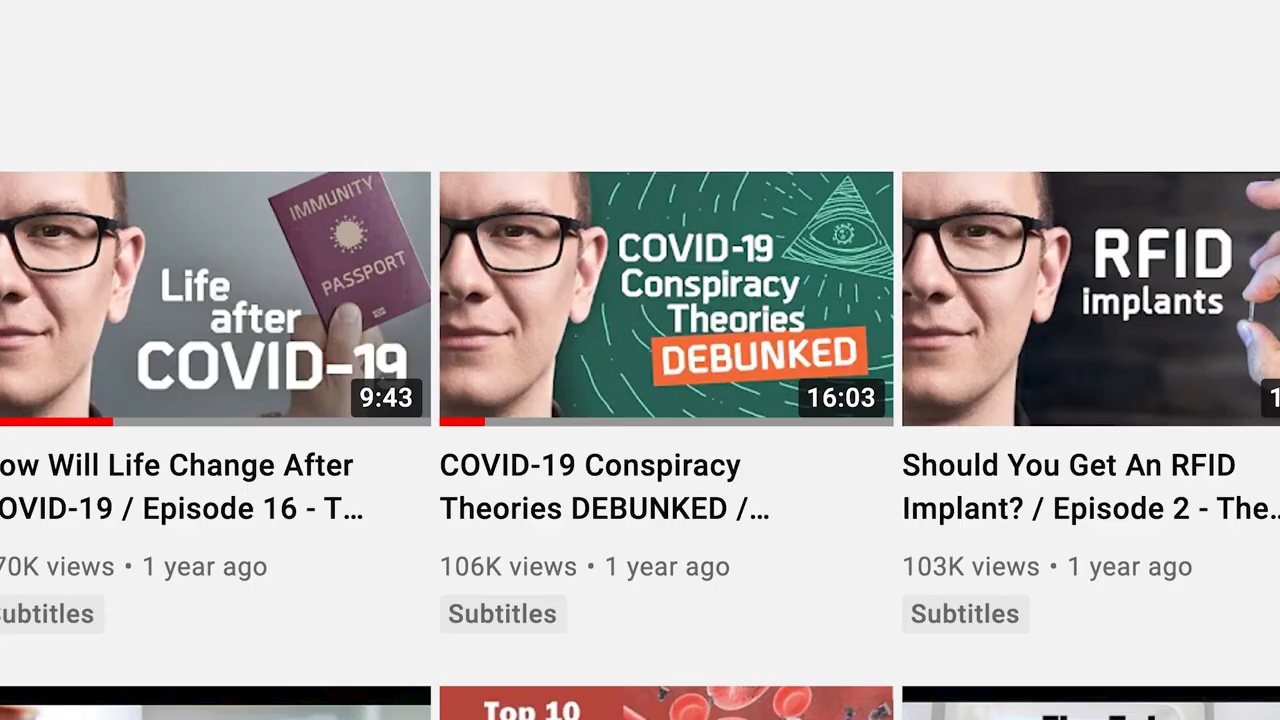 IMMUNITY
PASSPORT
Life
after
COVID-19
9:43
ow Will Life Change After
OVID-19 / Episode 16 - T...
70K views • 1 year ago
ubtitles
COVID-19
Conspiracy
Theories
DEBUNKED
16:03
COVID-19 Conspiracy
Theories DEBUNKED /...
106K views • 1 year ago
Subtitles
RFID
implants
1
Should You Get An RFID
Implant? / Episode 2 - The...
103K views • 1 year ago
Subtitles
Top 10